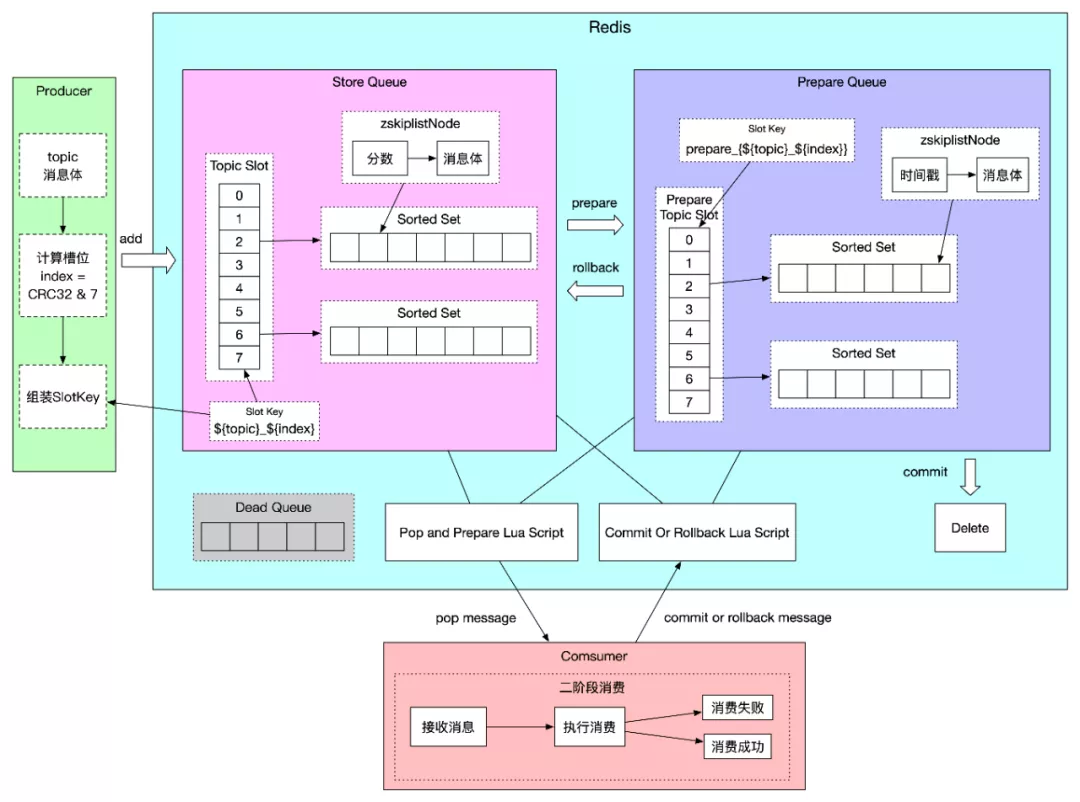 Redis
Producer
topic
消息体
计算槽位
index =
CRC32 & 7
组装SlotKey
add
Store Queue
zskiplistNode
分数
消息体
Topic Slot
0
1
2
3
4
5
6
7
Sorted Set
Sorted Set
Slot Key
${topic}_${index}
prepare
rollback
Prepare Queue
Slot Key
prepare_{${topic}_${index}}
zskiplistNode
时间戳
消息体
Prepare
Topic Slot
0
1
2
3
4
5
6
7
Sorted Set
Sorted Set
commit
Delete
Dead Queue
Pop and Prepare Lua Script
Commit Or Rollback Lua Script
pop message
commit or rollback message
Comsumer
二阶段消费
接收消息
执行消费
消费失败
消费成功